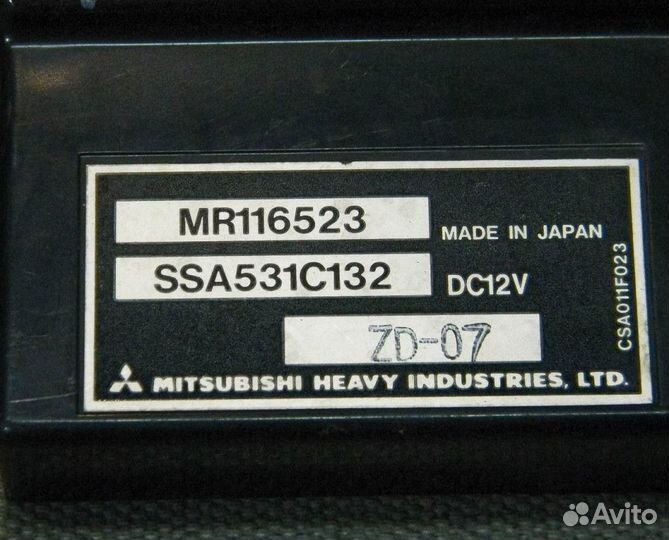 MR116523
MADE IN JAPAN
SSA531C132
DC12V
ZD-07
CSA011F023
MITSUBISHI HEAVY INDUSTRIES, LTD.
Avito